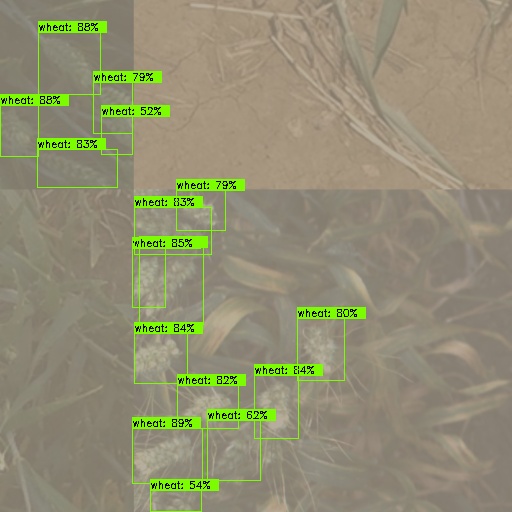 wheat: 88%
wheat: 79%
wheat: 88%
wheat: 52%
wheat: 83%
wheat: 79%
wheat: 83%
wheat: 85%
wheat: 80%
wheat: 84%
wheat: 84%
wheat: 82%
wheat: 62%
wheat: 89%
wheat: 54%